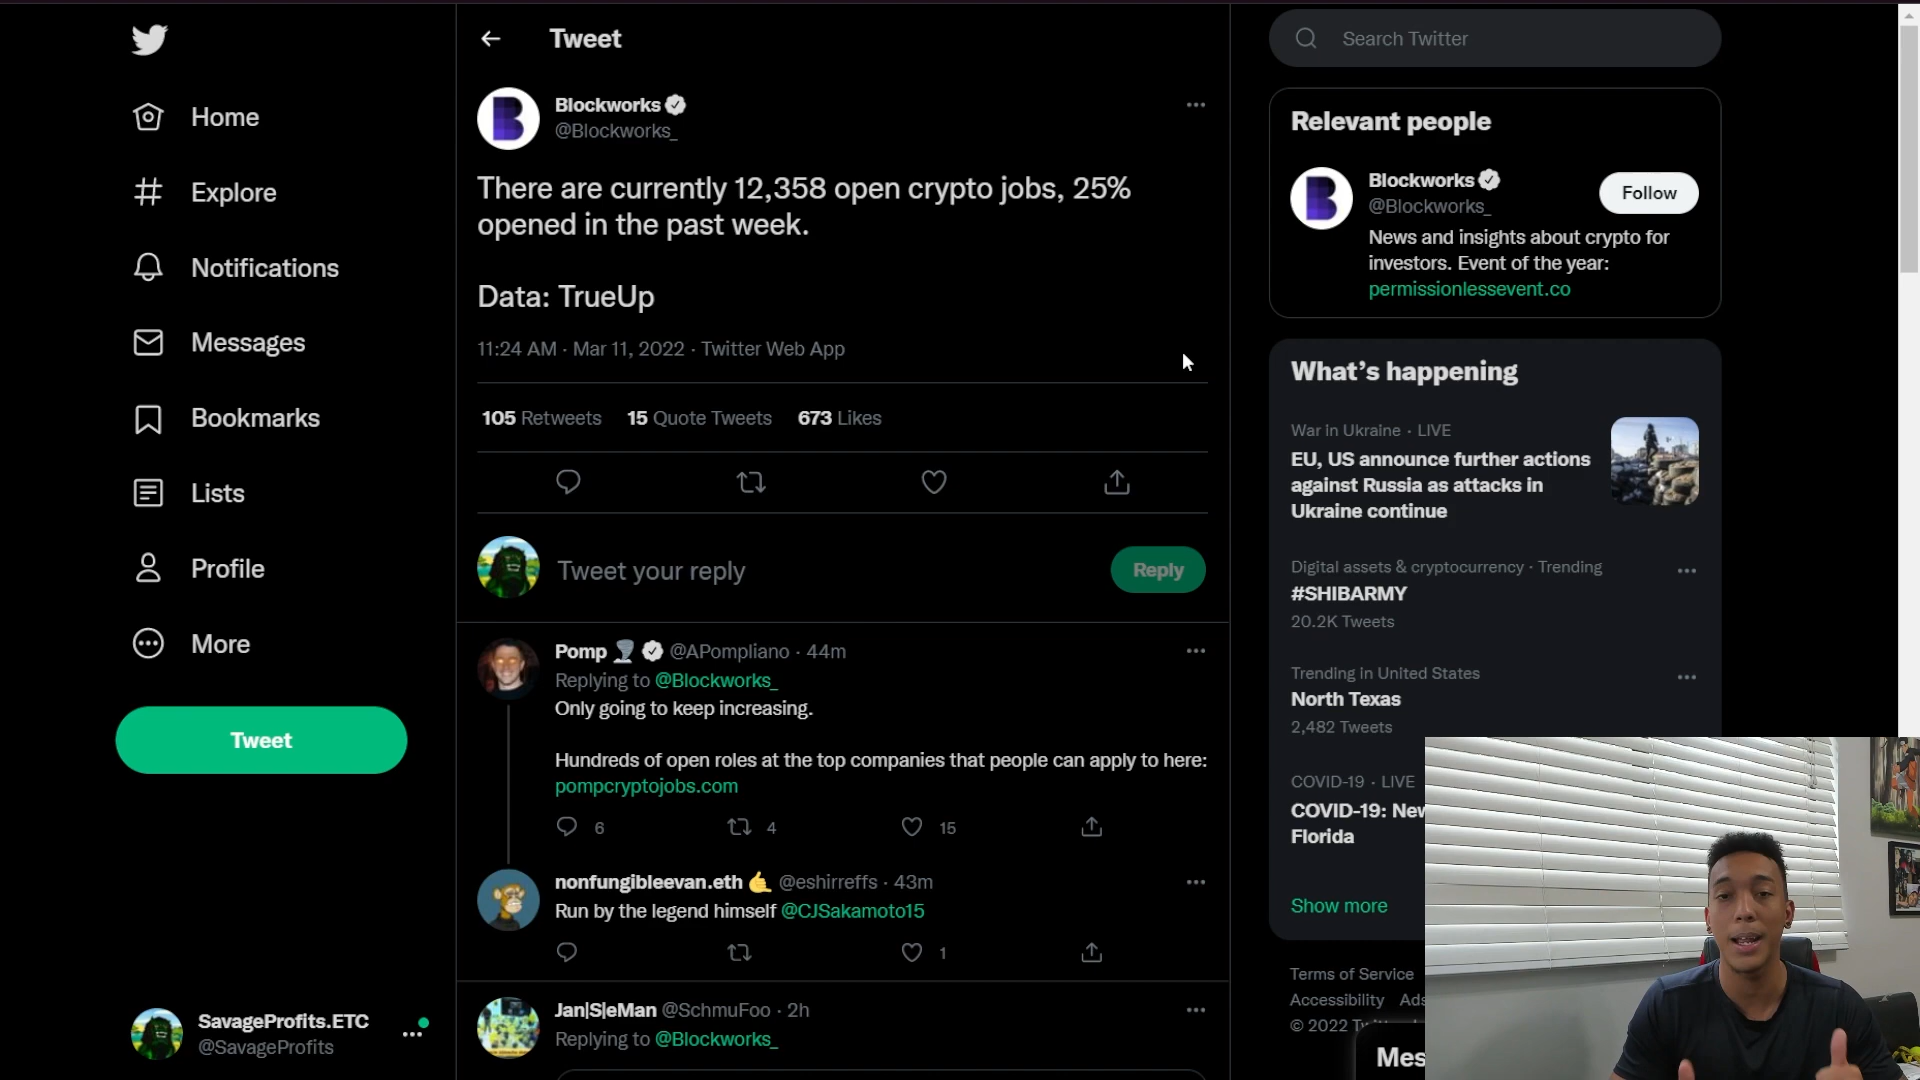 Home
Explore
Notifications
Messages
Bookmarks
Lists
Profile
More
Tweet
SavageProfits.ETC
@SavageProfits
Tweet
Blockworks
@Blockworks_
There are currently 12,358 open crypto jobs, 25%
opened in the past week.
Data: TrueUp
11:24 AM · Mar 11, 2022 · Twitter Web App
105 Retweets 15 Quote Tweets 673 Likes
Tweet your reply
Reply
Pomp @APompliano · 44m
Replying to @Blockworks_
Only going to keep increasing.
Hundreds of open roles at the top companies that people can apply to here:
pompcryptojobs.com
6 4 15
nonfungibleevan.eth @eshirreffs · 43m
Run by the legend himself @CJSakamoto15
1
Jan|S|eMan @SchmuFoo · 2h
Replying to @Blockworks_
Search Twitter
Relevant people
Blockworks
@Blockworks_
Follow
News and insights about crypto for
investors. Event of the year:
permissionlessevent.co
What's happening
War in Ukraine · LIVE
EU, US announce further actions
against Russia as attacks in
Ukraine continue
Digital assets & cryptocurrency · Trending
#SHIBARMY
20.2K Tweets
Trending in United States
North Texas
2,482 Tweets
COVID-19 · LIVE
COVID-19: New
Florida
Show more
Terms of Service
Accessibility Ads
© 2022 Tw
Mes